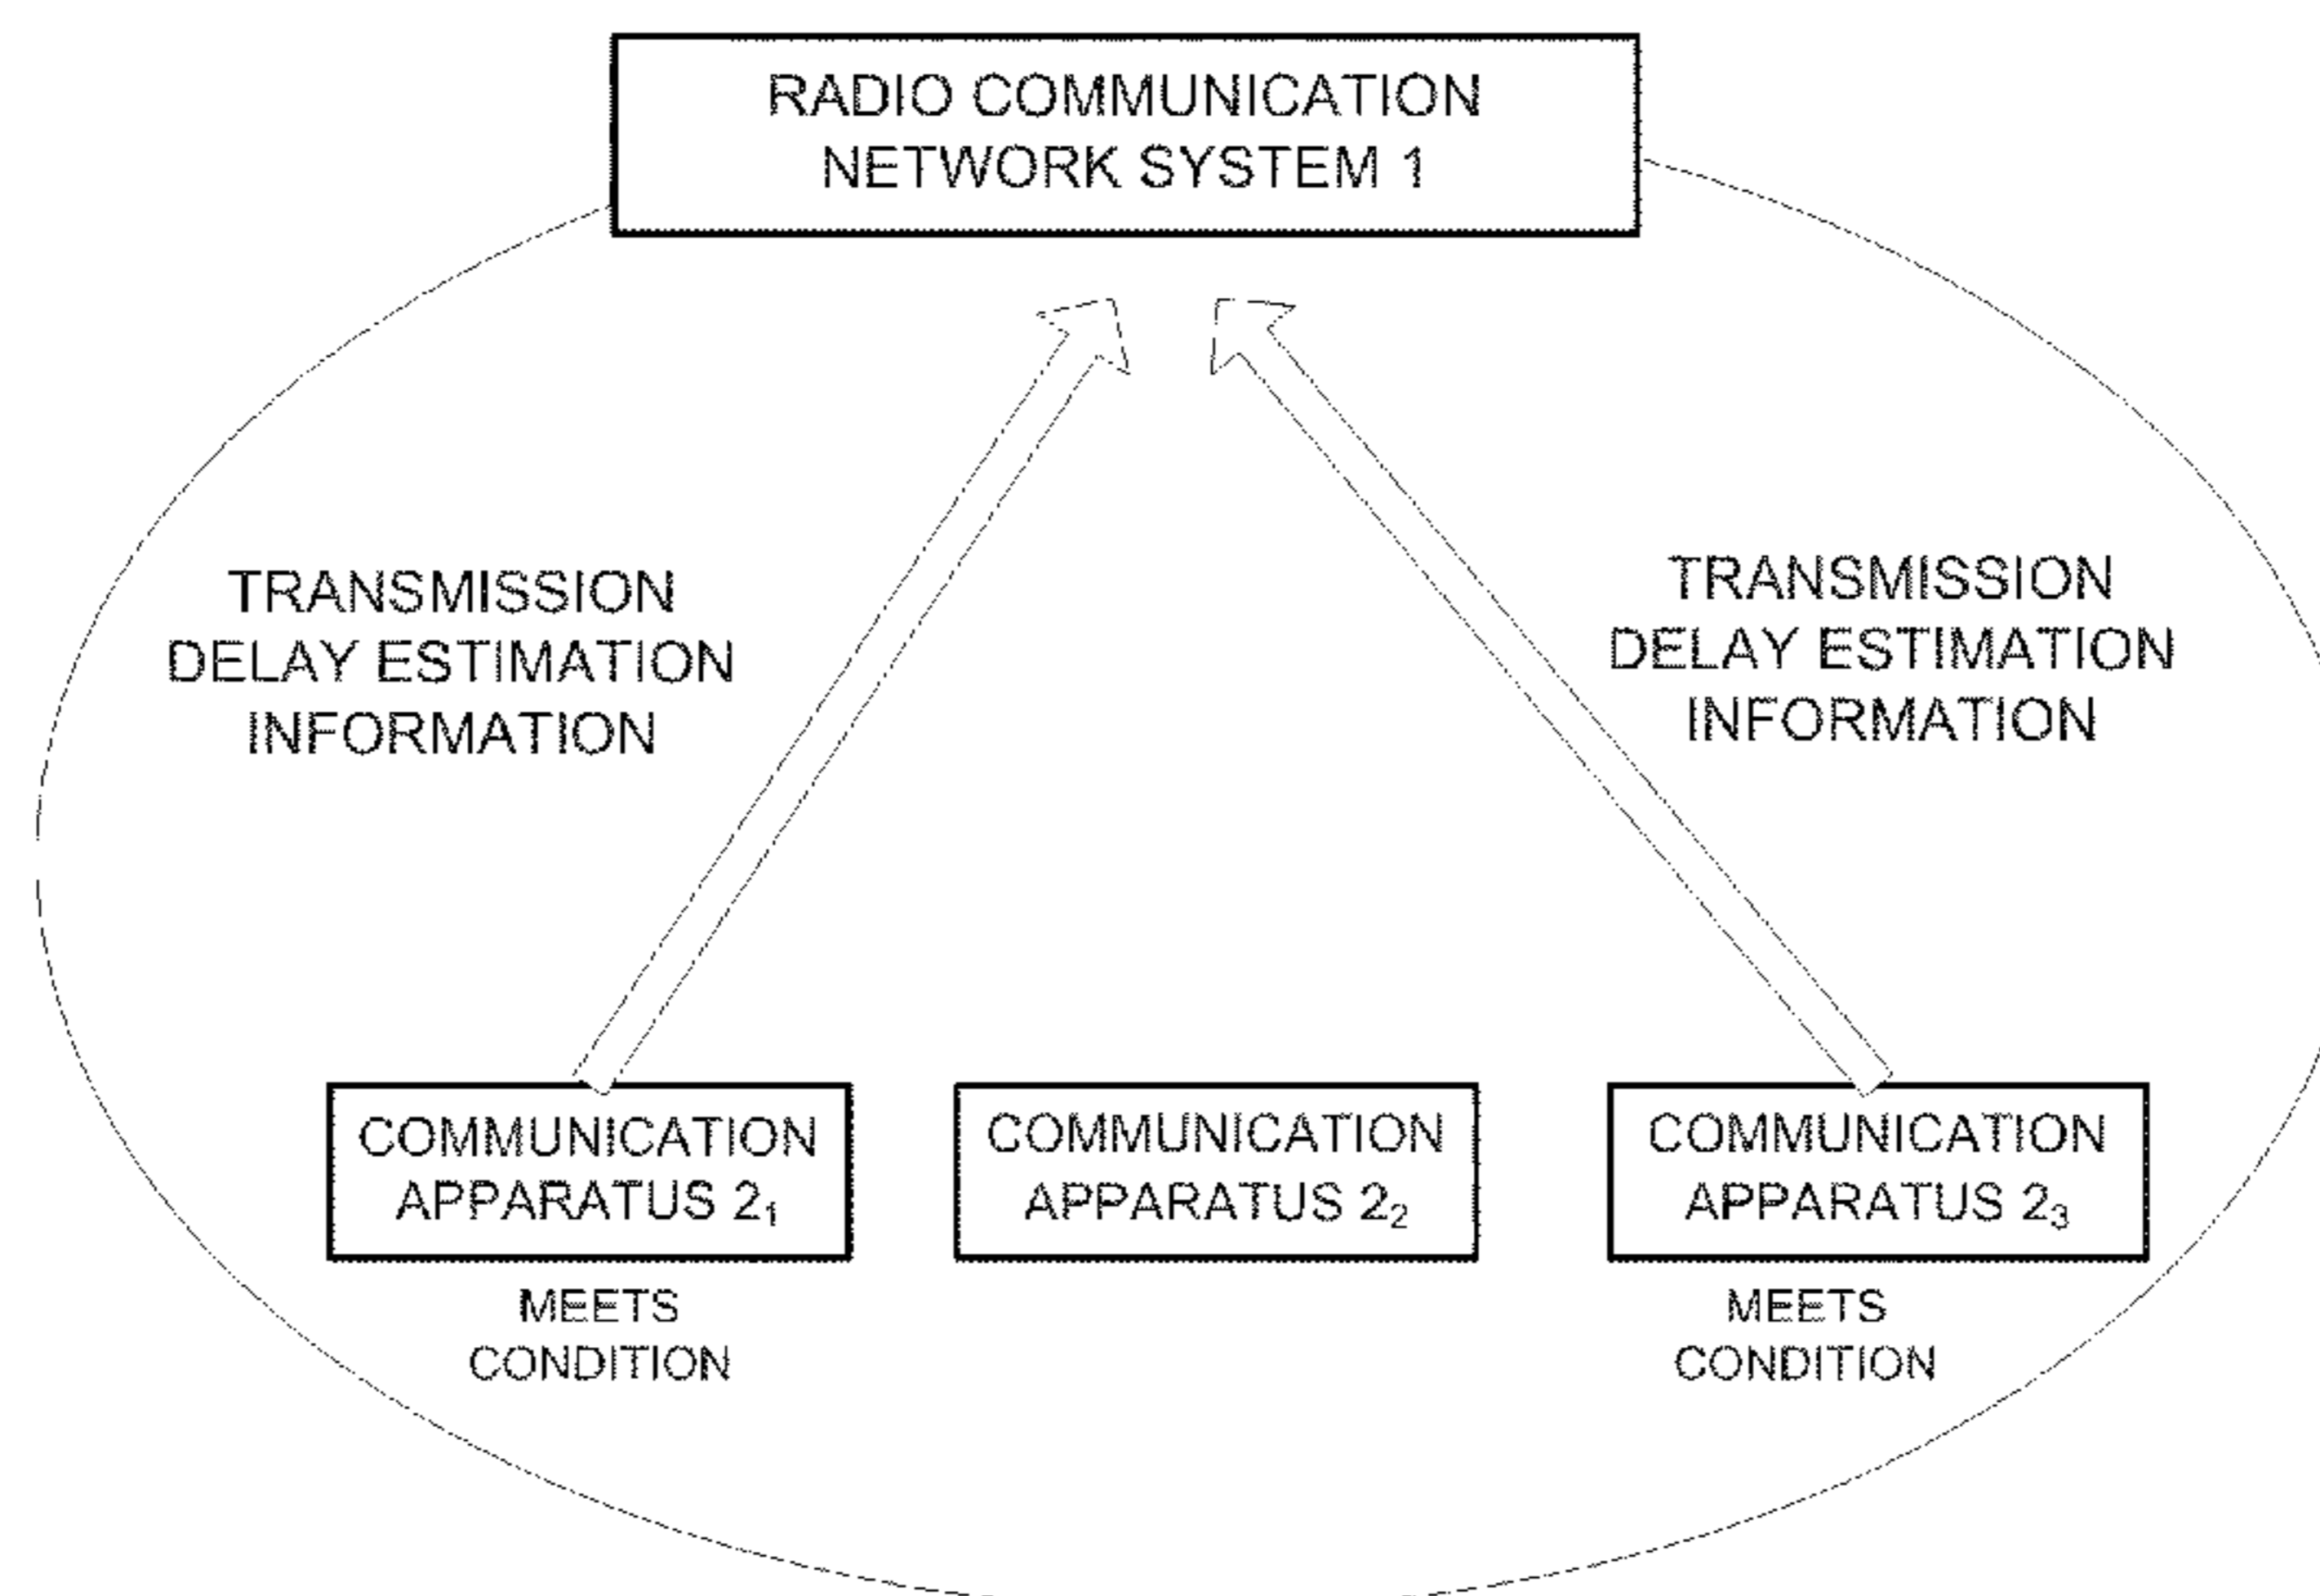 RADIO COMMUNICATION
NETWORK SYSTEM 1
TRANSMISSION
DELAY ESTIMATION
INFORMATION
TRANSMISSION
DELAY ESTIMATION
INFORMATION
COMMUNICATION
APPARATUS 2₁
MEETS
CONDITION
COMMUNICATION
APPARATUS 2₂
COMMUNICATION
APPARATUS 2₃
MEETS
CONDITION